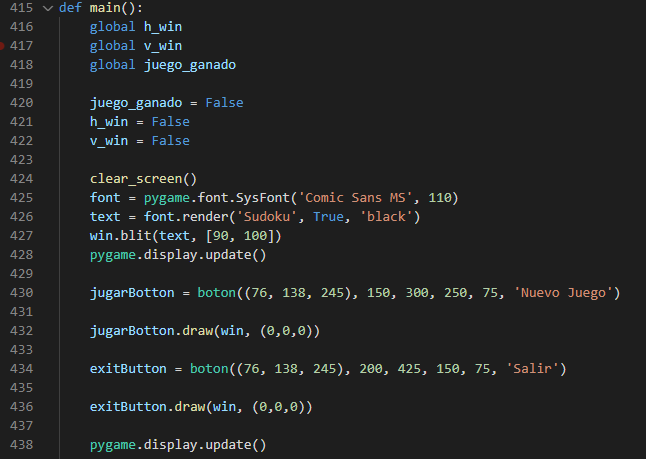 415 def main():
416 global h_win
417 global v_win
418 global juego_ganado
419
420 juego_ganado = False
421 h_win = False
422 v_win = False
423
424 clear_screen()
425 font = pygame.font.SysFont('Comic Sans MS', 110)
426 text = font.render('Sudoku', True, 'black')
427 win.blit(text, [90, 100])
428 pygame.display.update()
429
430 jugarBotton = boton((76, 138, 245), 150, 300, 250, 75, 'Nuevo Juego')
431
432 jugarBotton.draw(win, (0,0,0))
433
434 exitButton = boton((76, 138, 245), 200, 425, 150, 75, 'Salir')
435
436 exitButton.draw(win, (0,0,0))
437
438 pygame.display.update()